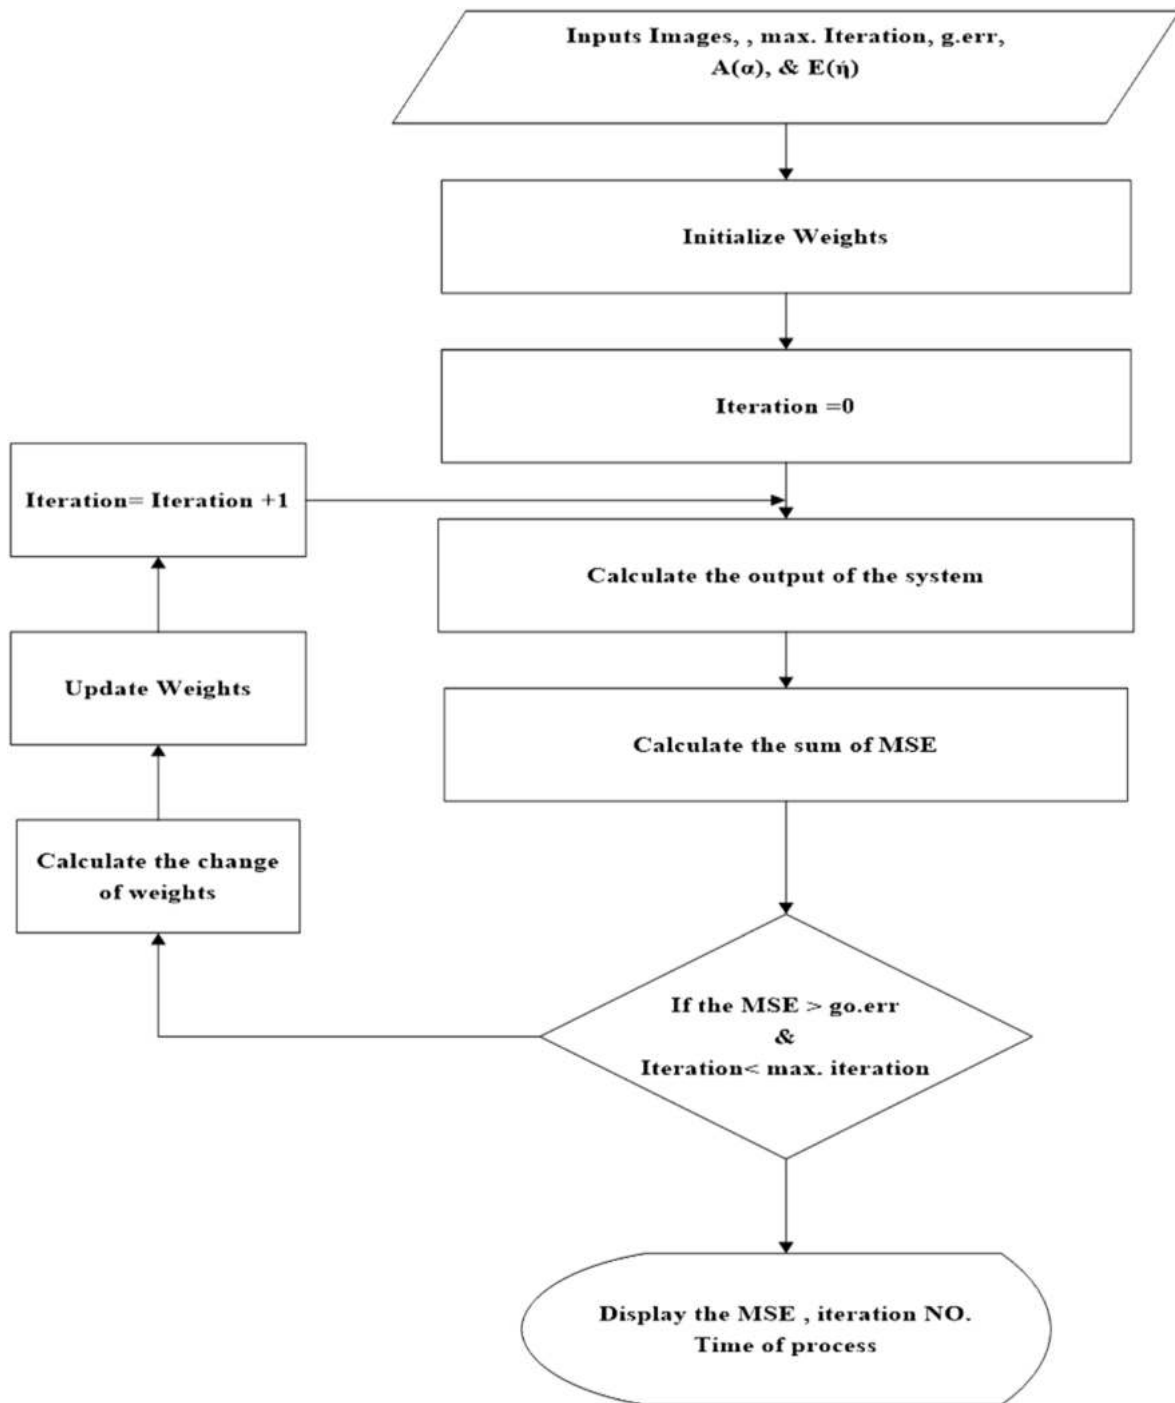 Inputs Images, , max. Iteration, g.err,
A(α), & E(ή)
Initialize Weights
Iteration =0
Iteration= Iteration +1
Calculate the output of the system
Update Weights
Calculate the sum of MSE
Calculate the change
of weights
If the MSE > go.err
&
Iteration< max. iteration
Display the MSE , iteration NO.
Time of process